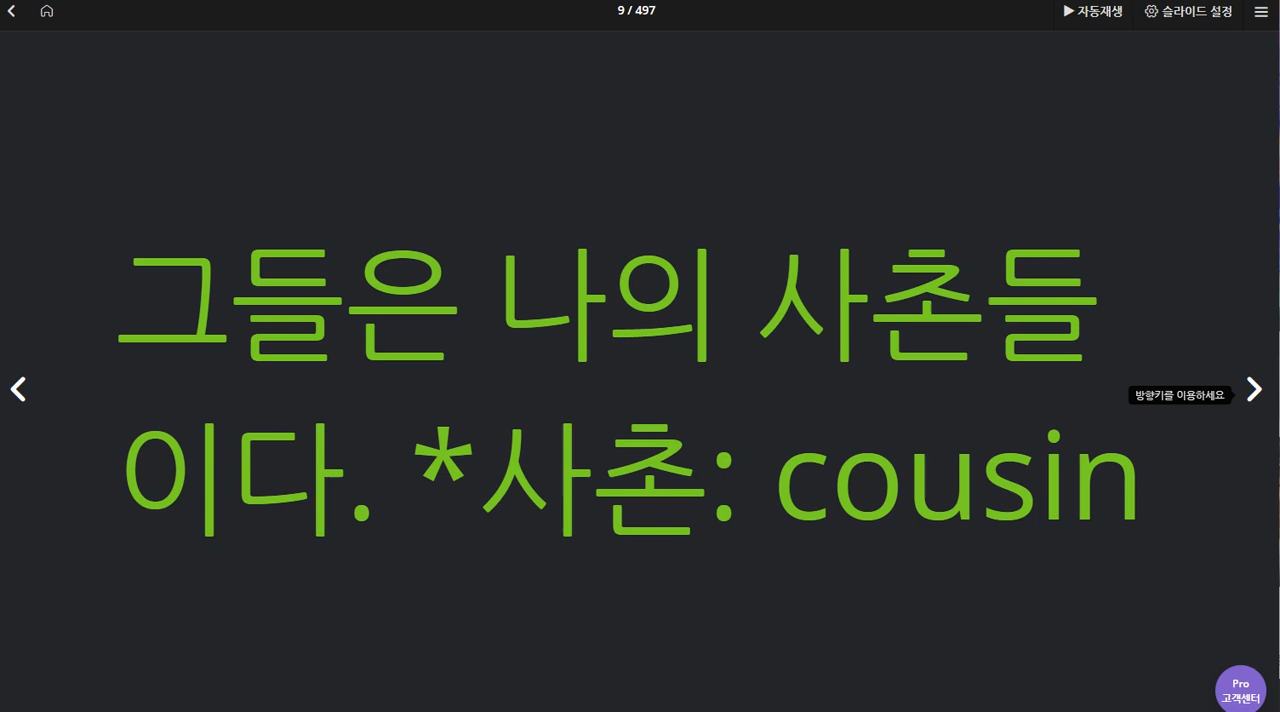 9 / 497
▶ 자동재생
슬라이드 설정
그들은 나의 사촌들
이다. *사촌: cousin
방향키를 이용하세요
Pro
고객센터